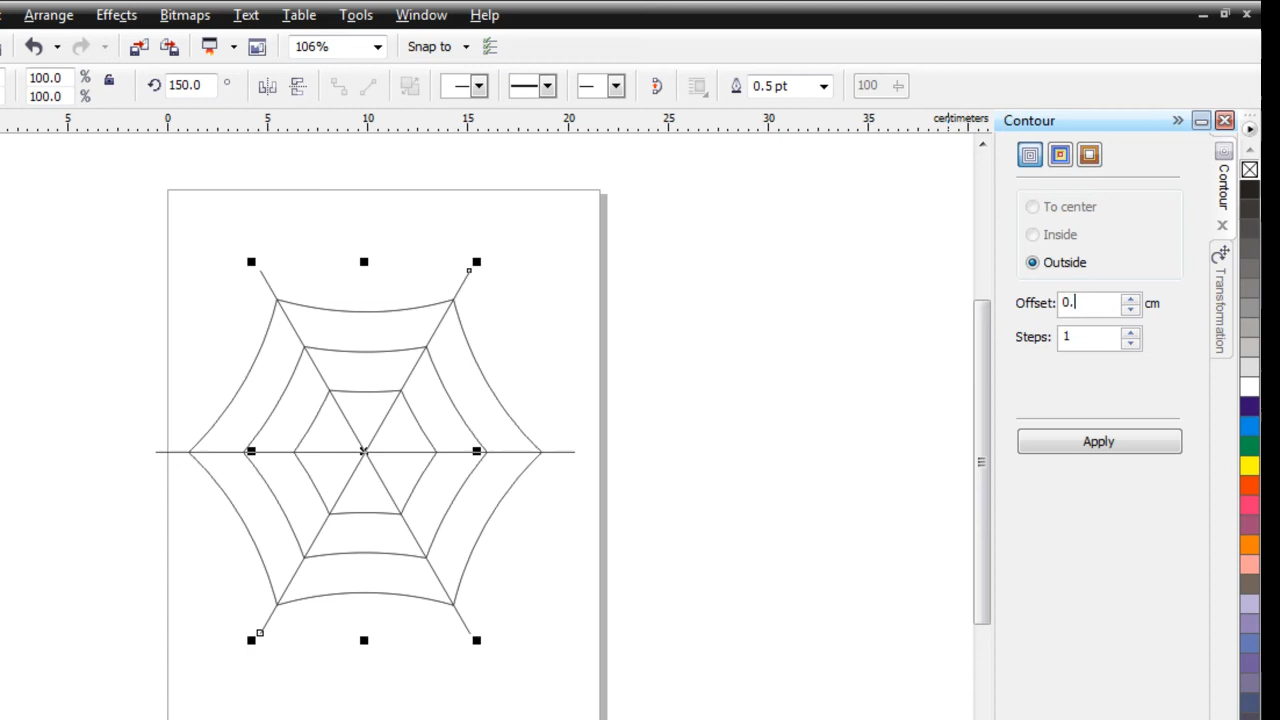 Arrange Effects Bitmaps Text Table Tools Window Help
106% Snap to
100.0 %
100.0 %
150.0 °
0.5 pt
100
5 0 5 10 15 20 25 30 35 centimeters
Contour
To center
Inside
Outside
Offset: 0. cm
Steps: 1
Apply
Contour
Transformation